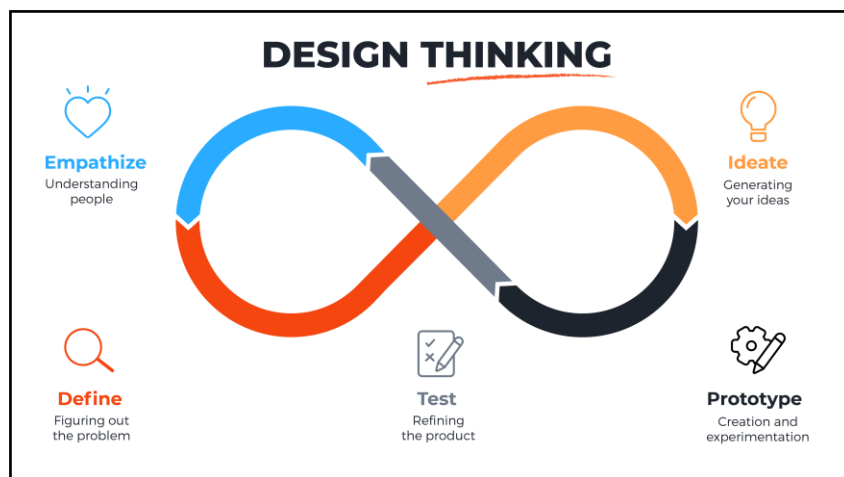 DESIGN THINKING
Empathize
Understanding
people
Ideate
Generating
your ideas
Define
Figuring out
the problem
Test
Refining
the product
Prototype
Creation and
experimentation